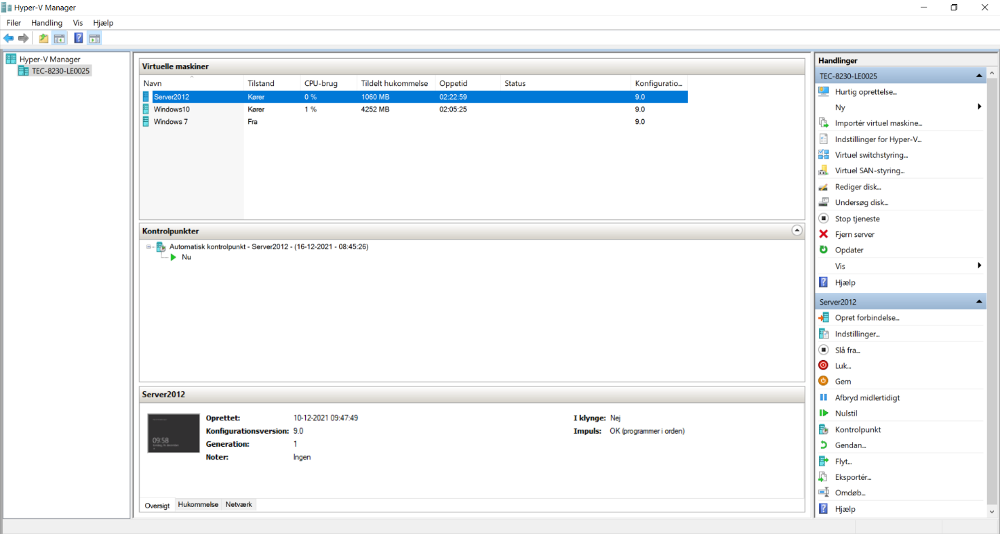 Hyper-V Manager
Filer Handling Vis Hjælp
Hyper-V Manager
TEC-8230-LE0025
Virtuelle maskiner
Navn Tilstand CPU-brug Tildelt hukommelse Oppetid Status Konfiguratio...
Server2012 Kører 0 % 1060 MB 02:22:59 9.0
Windows10 Kører 1 % 4252 MB 02:05:25 9.0
Windows 7 Fra 9.0
Kontrolpunkter
Automatisk kontrolpunkt - Server2012 - (16-12-2021 - 08:45:26)
Nu
Server2012
09:58
Oprettet: 10-12-2021 09:47:49 I klynge: Nej
Konfigurationsversion: 9.0 Impuls: OK (programmer i orden)
Generation: 1
Noter: Ingen
Oversigt Hukommelse Netværk
Handlinger
TEC-8230-LE0025
Hurtig oprettelse...
Ny
Importér virtuel maskine...
Indstillinger for Hyper-V...
Virtuel switchstyring...
Virtuel SAN-styring...
Rediger disk...
Undersøg disk...
Stop tjeneste
Fjern server
Opdater
Vis
Hjælp
Server2012
Opret forbindelse...
Indstillinger...
Slå fra...
Luk...
Gem
Afbryd midlertidigt
Nulstil
Kontrolpunkt
Gendan...
Flyt...
Eksportér...
Omdøb...
Hjælp